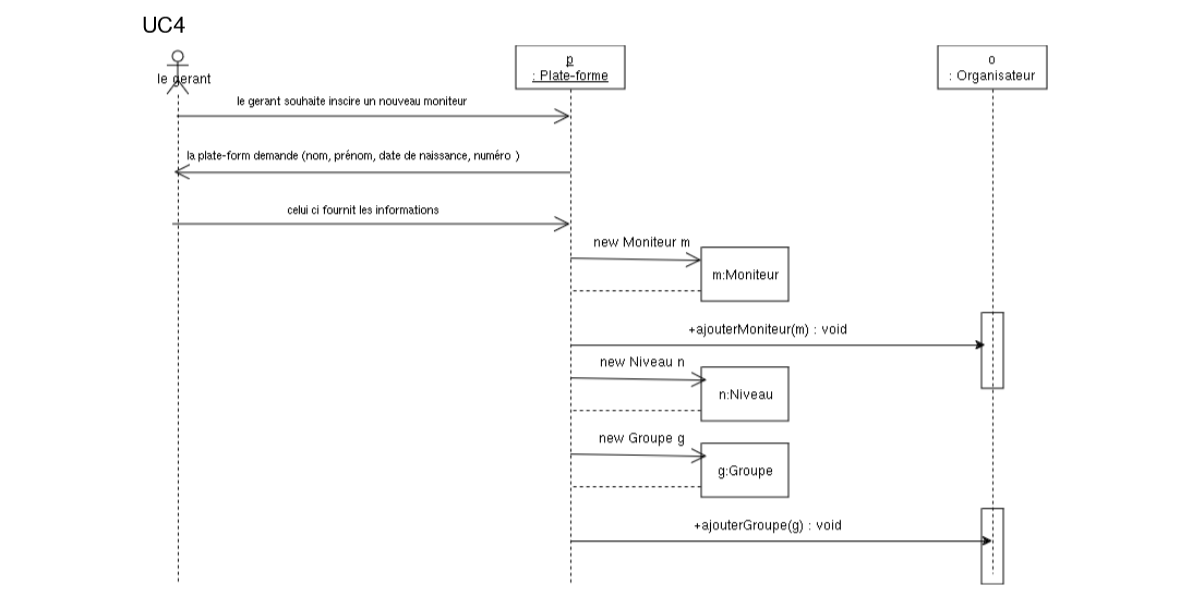 UC4
le gerant
p
: Plate-forme
o
: Organisateur
le gerant souhaite inscire un nouveau moniteur
la plate-form demande (nom, prénom, date de naissance, numéro )
celui ci fournit les informations
new Moniteur m
m:Moniteur
+ajouterMoniteur(m) : void
new Niveau n
n:Niveau
new Groupe g
g:Groupe
+ajouterGroupe(g) : void